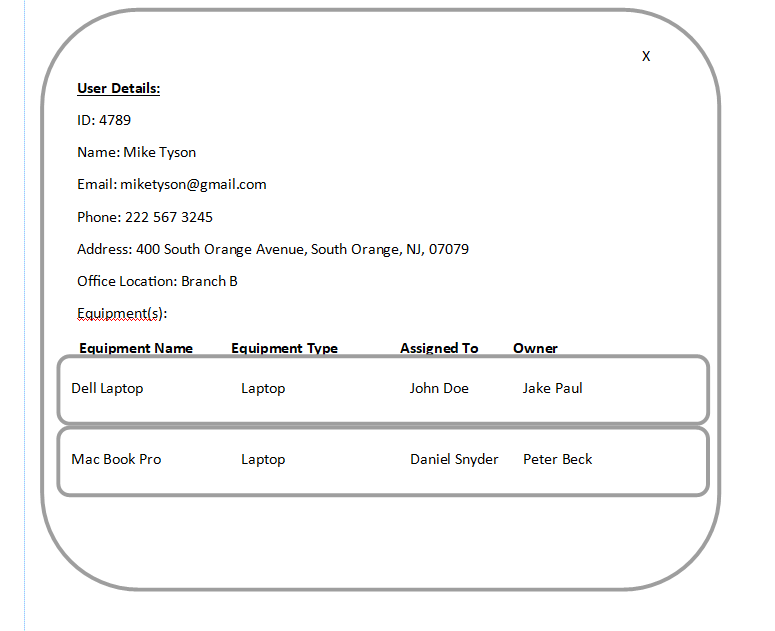 X
User Details:
ID: 4789
Name: Mike Tyson
Email: miketyson@gmail.com
Phone: 222 567 3245
Address: 400 South Orange Avenue, South Orange, NJ, 07079
Office Location: Branch B
Equipment(s):
Equipment Name Equipment Type Assigned To Owner
Dell Laptop Laptop John Doe Jake Paul
Mac Book Pro Laptop Daniel Snyder Peter Beck